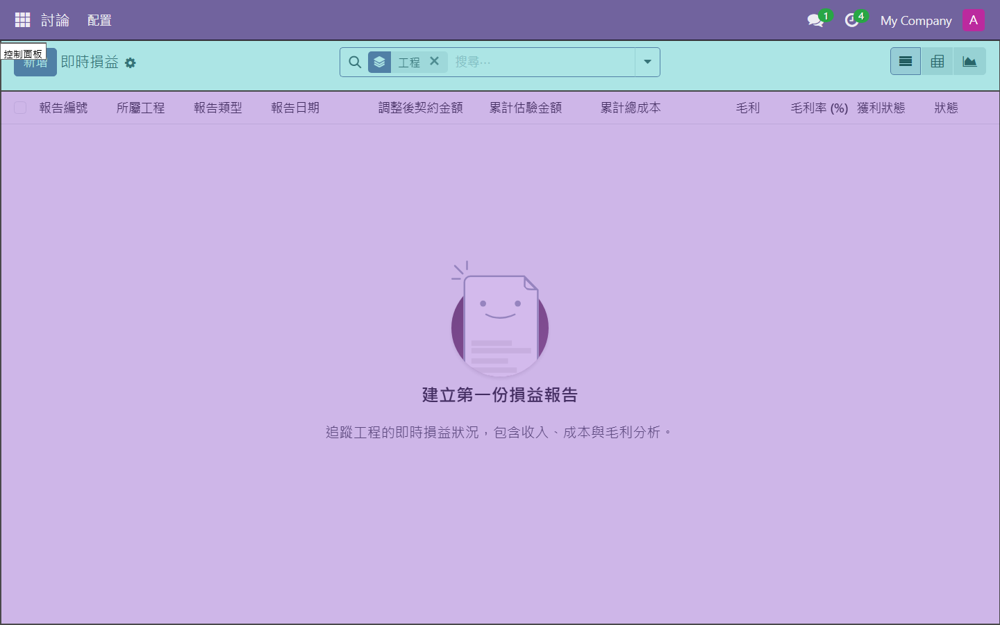 討論 配置 1 4 My Company A
控制面板
新增 即時損益 工程 搜尋...
報告編號 所屬工程 報告類型 報告日期 調整後契約金額 累計估驗金額 累計總成本 毛利 毛利率 (%) 獲利狀態 狀態
建立第一份損益報告
追蹤工程的即時損益狀況，包含收入、成本與毛利分析。